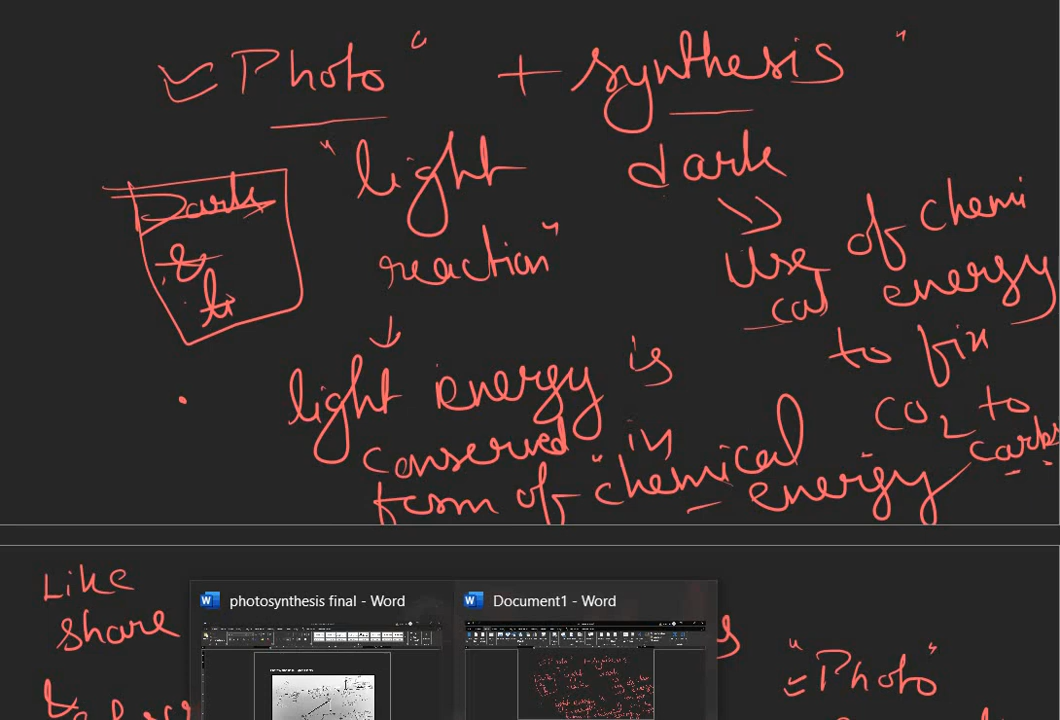 "Photo" + "synthesis"
"light dark
reaction"
Dark
&
use of chemi
cal energy
to fix
CO2 to
carb
light energy is
conserved in
form of "chemical energy
Like
share
photosynthesis final - Word
Document1 - Word
"Photo"